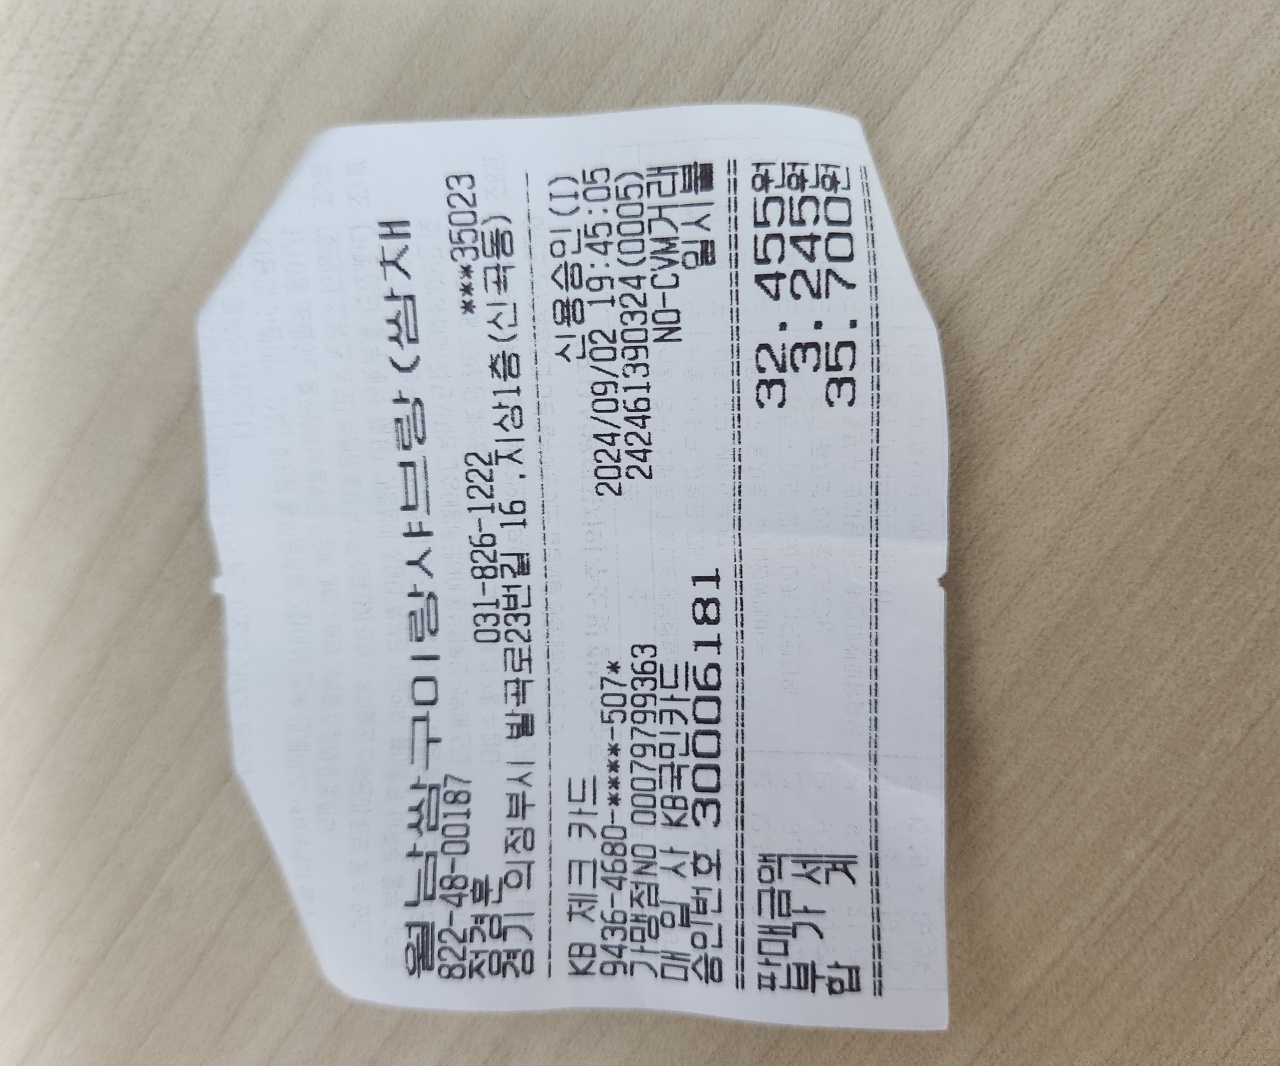 월남쌈구이랑샤브랑(쌈채
822-48-00187 ***35023
전경훈 031-826-1222
경기 의정부시 발곡로23번길 16 ,지상1층(신곡동)
KB 체크 카드 신용승인(I)
9436-4680-****-507* 2024/09/02 19:45:05
가맹점NO 00079799363 242461390324(0005)
매 입 사 KB국민카드 NO-CVM거래
승인번호 30006181 일시불
판매금액 32.455원
부 가 세 3.245원
합 계 35.700원